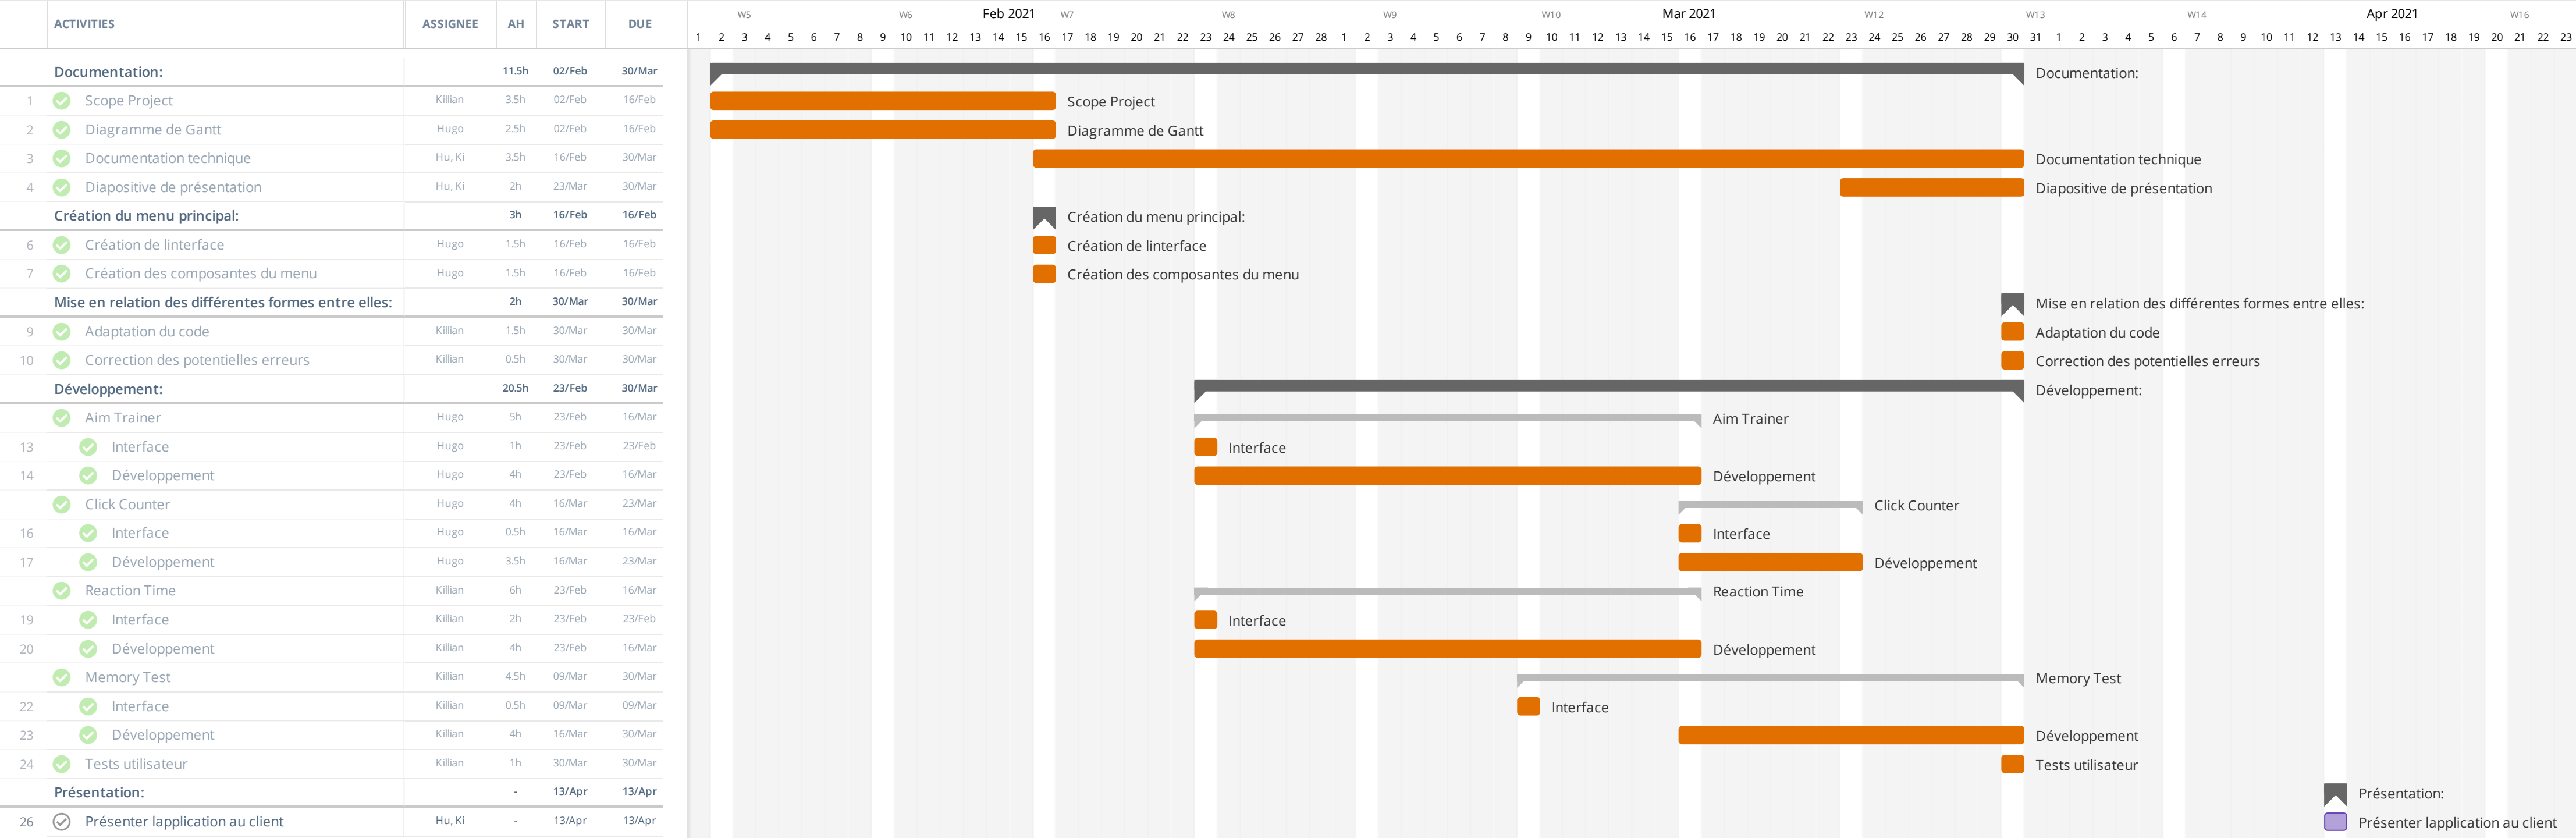 ACTIVITIES ASSIGNEE AH START DUE
W5 W6 Feb 2021 W7 W8 W9 W10 Mar 2021 W12 W13 W14 Apr 2021 W16
1 2 3 4 5 6 7 8 9 10 11 12 13 14 15 16 17 18 19 20 21 22 23 24 25 26 27 28 1 2 3 4 5 6 7 8 9 10 11 12 13 14 15 16 17 18 19 20 21 22 23 24 25 26 27 28 29 30 31 1 2 3 4 5 6 7 8 9 10 11 12 13 14 15 16 17 18 19 20 21 22 23
Documentation: 11.5h 02/Feb 30/Mar Documentation:
1 Scope Project Killian 3.5h 02/Feb 16/Feb Scope Project
2 Diagramme de Gantt Hugo 2.5h 02/Feb 16/Feb Diagramme de Gantt
3 Documentation technique Hu, Ki 3.5h 16/Feb 30/Mar Documentation technique
4 Diapositive de présentation Hu, Ki 2h 23/Mar 30/Mar Diapositive de présentation
Création du menu principal: 3h 16/Feb 16/Feb Création du menu principal:
6 Création de linterface Hugo 1.5h 16/Feb 16/Feb Création de linterface
7 Création des composantes du menu Hugo 1.5h 16/Feb 16/Feb Création des composantes du menu
Mise en relation des différentes formes entre elles: 2h 30/Mar 30/Mar Mise en relation des différentes formes entre elles:
9 Adaptation du code Killian 1.5h 30/Mar 30/Mar Adaptation du code
10 Correction des potentielles erreurs Killian 0.5h 30/Mar 30/Mar Correction des potentielles erreurs
Développement: 20.5h 23/Feb 30/Mar Développement:
Aim Trainer Hugo 5h 23/Feb 16/Mar Aim Trainer
13 Interface Hugo 1h 23/Feb 23/Feb Interface
14 Développement Hugo 4h 23/Feb 16/Mar Développement
Click Counter Hugo 4h 16/Mar 23/Mar Click Counter
16 Interface Hugo 0.5h 16/Mar 16/Mar Interface
17 Développement Hugo 3.5h 16/Mar 23/Mar Développement
Reaction Time Killian 6h 23/Feb 16/Mar Reaction Time
19 Interface Killian 2h 23/Feb 23/Feb Interface
20 Développement Killian 4h 23/Feb 16/Mar Développement
Memory Test Killian 4.5h 09/Mar 30/Mar Memory Test
22 Interface Killian 0.5h 09/Mar 09/Mar Interface
23 Développement Killian 4h 16/Mar 30/Mar Développement
24 Tests utilisateur Killian 1h 30/Mar 30/Mar Tests utilisateur
Présentation: - 13/Apr 13/Apr Présentation:
26 Présenter lapplication au client Hu, Ki - 13/Apr 13/Apr Présenter lapplication au client